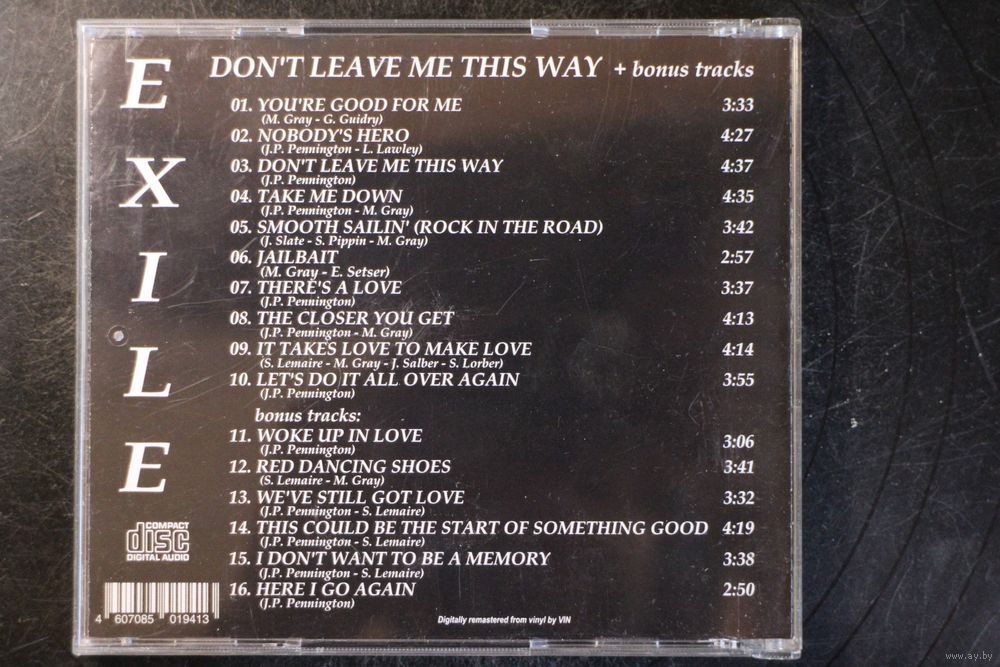 EXILE
DON'T LEAVE ME THIS WAY + bonus tracks
01. YOU'RE GOOD FOR ME 3:33
(M. Gray - G. Guidry)
02. NOBODY'S HERO 4:27
(J.P. Pennington - L. Lawley)
03. DON'T LEAVE ME THIS WAY 4:37
(J.P. Pennington)
04. TAKE ME DOWN 4:35
(J.P. Pennington - M. Gray)
05. SMOOTH SAILIN' (ROCK IN THE ROAD) 3:42
(J. Slate - S. Pippin - M. Gray)
06. JAILBAIT 2:57
(M. Gray - E. Setser)
07. THERE'S A LOVE 3:37
(J.P. Pennington)
08. THE CLOSER YOU GET 4:13
(J.P. Pennington - M. Gray)
09. IT TAKES LOVE TO MAKE LOVE 4:14
(S. Lemaire - M. Gray - J. Salber - S. Lorber)
10. LET'S DO IT ALL OVER AGAIN 3:55
(J.P. Pennington)
bonus tracks:
11. WOKE UP IN LOVE 3:06
(J.P. Pennington)
12. RED DANCING SHOES 3:41
(S. Lemaire - M. Gray)
13. WE'VE STILL GOT LOVE 3:32
(J.P. Pennington - S. Lemaire)
14. THIS COULD BE THE START OF SOMETHING GOOD 4:19
(J.P. Pennington - S. Lemaire)
15. I DON'T WANT TO BE A MEMORY 3:38
(J.P. Pennington - S. Lemaire)
16. HERE I GO AGAIN 2:50
(J.P. Pennington)
COMPACT
disc
DIGITAL AUDIO
4 607085 019413
Digitally remastered from vinyl by VIN
www.ay.by